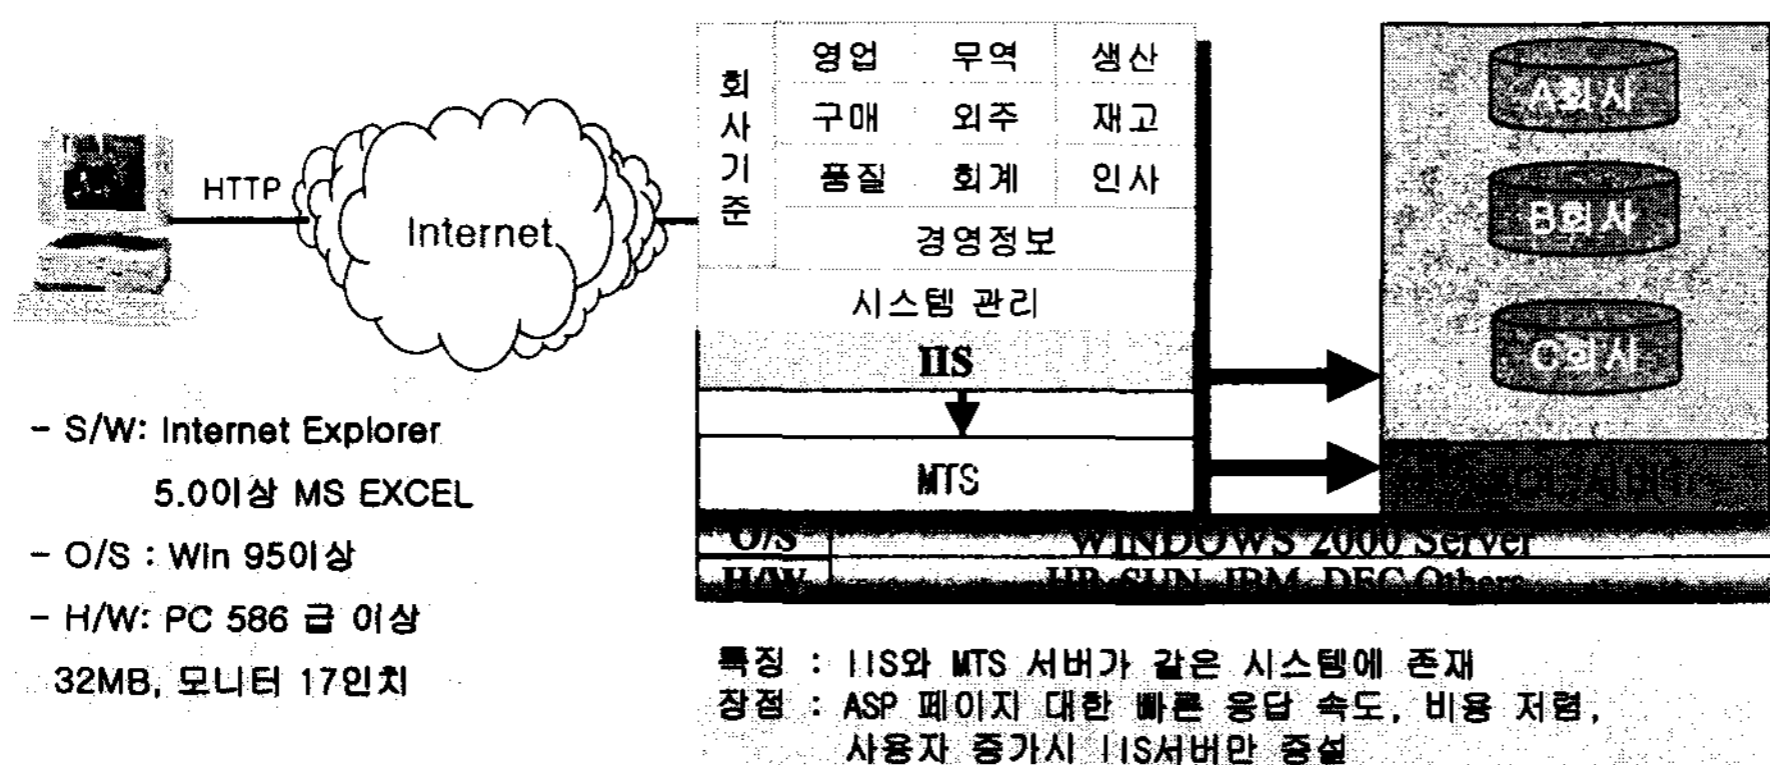 HTTP
Internet
- S/W: Internet Explorer
5.0이상 MS EXCEL
- O/S : Win 95이상
- H/W: PC 586 급 이상
32MB, 모니터 17인치
회사기준
영업 무역 생산
구매 외주 재고
품질 회계 인사
경영정보
시스템 관리
IIS
MTS
A회사
B회사
C회사
O/S WINDOWS 2000 Server
H/W HP, SUN, IBM, DEC Others
특징 : IIS와 MTS 서버가 같은 시스템에 존재
장점 : ASP 페이지 대한 빠른 응답 속도, 비용 저렴,
사용자 증가시 IIS서버만 증설